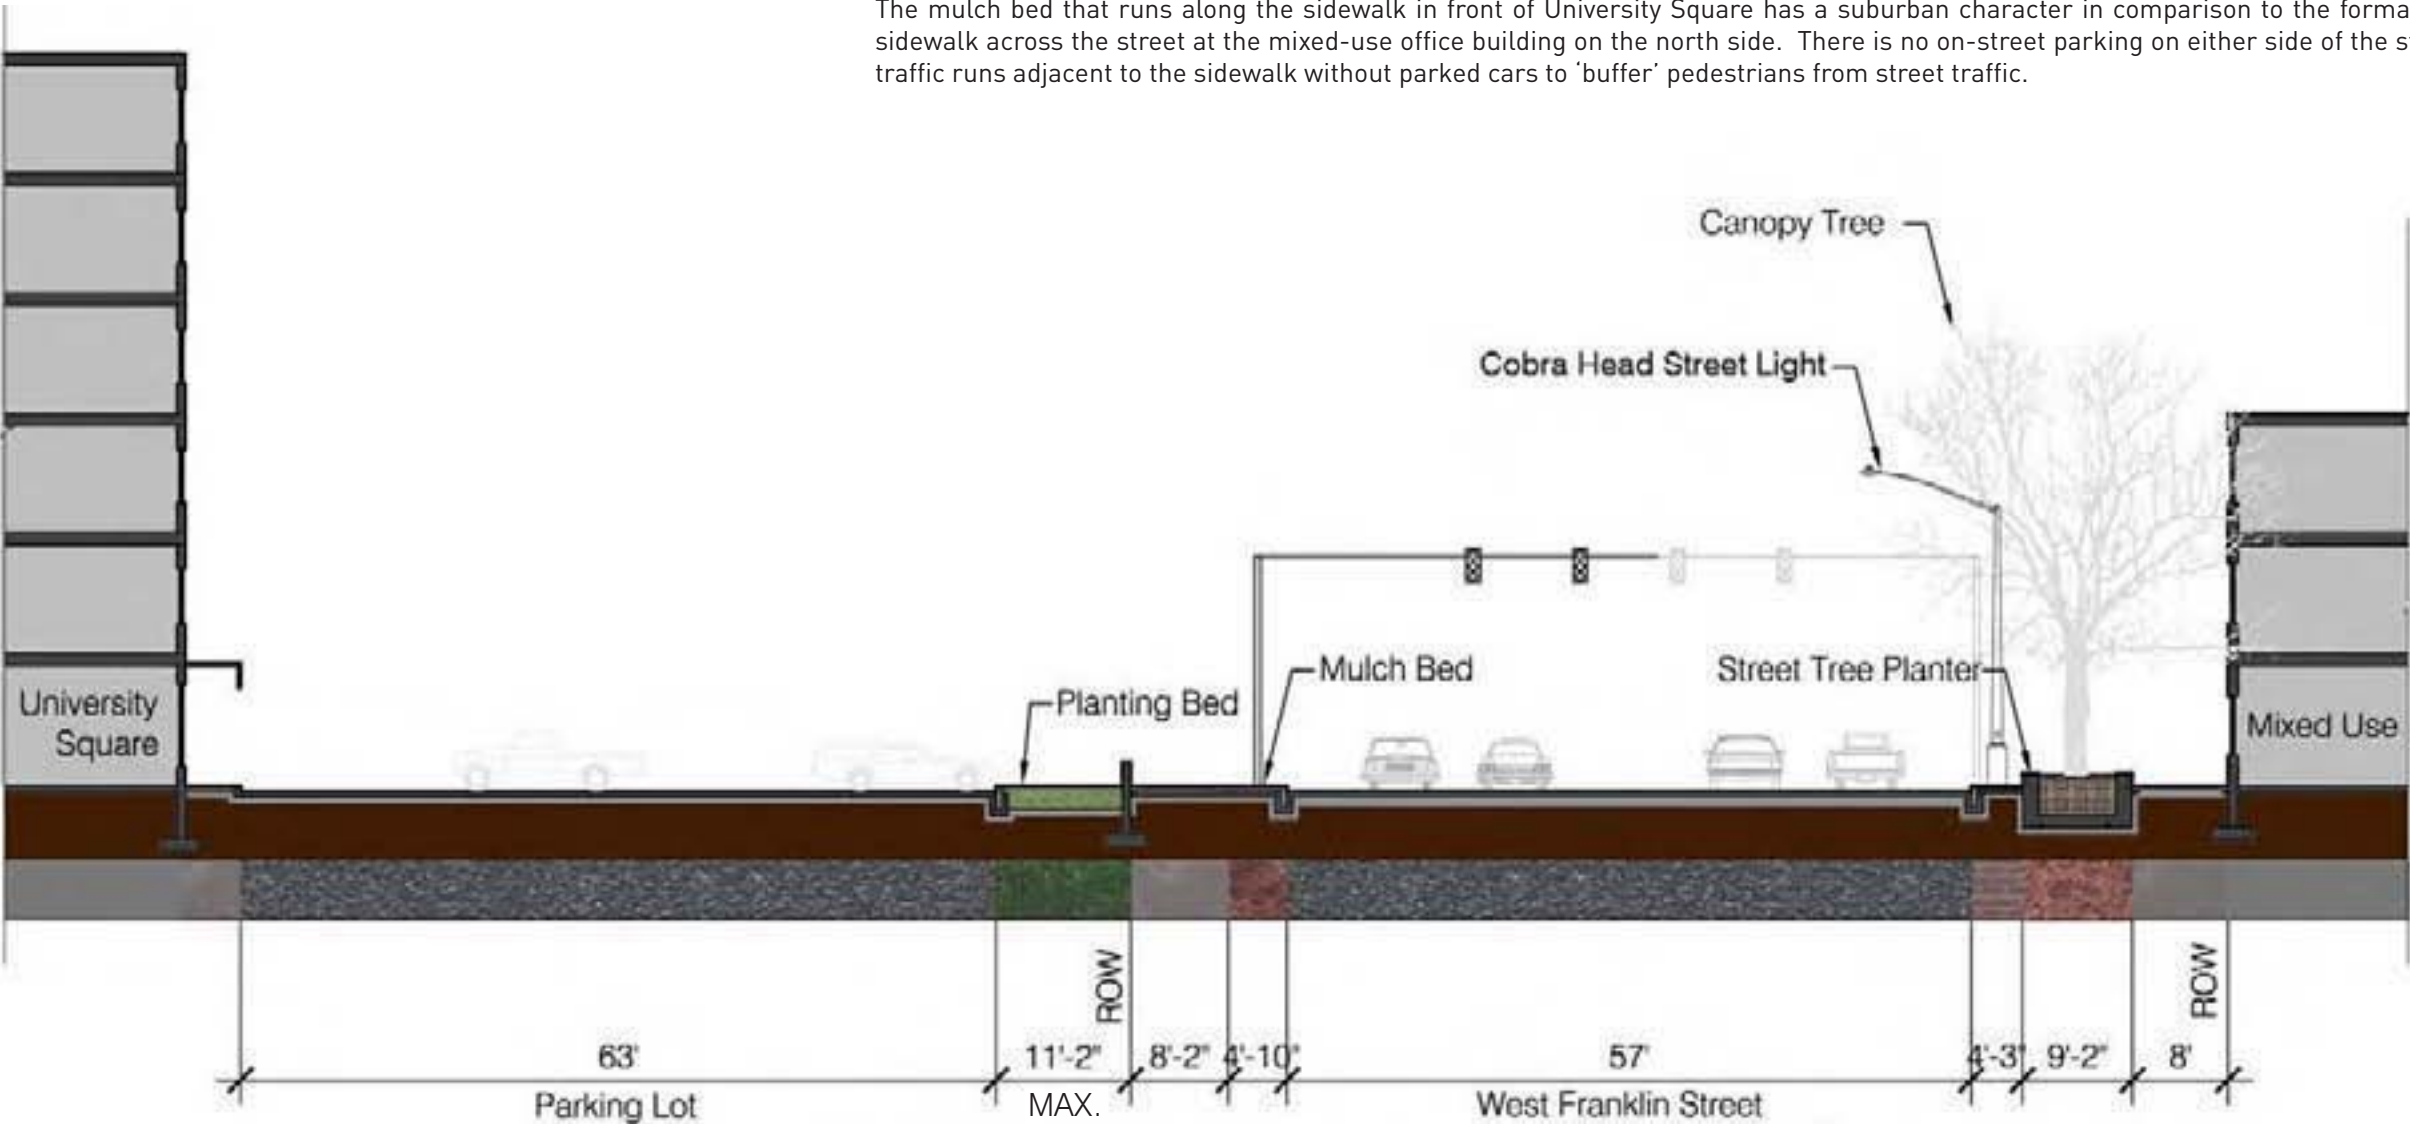 The mulch bed that runs along the sidewalk in front of University Square has a suburban character in comparison to the forma
sidewalk across the street at the mixed-use office building on the north side.  There is no on-street parking on either side of the s
traffic runs adjacent to the sidewalk without parked cars to ‘buffer’ pedestrians from street traffic.
Canopy Tree
Cobra Head Street Light
Mulch Bed
Street Tree Planter
Planting Bed
University
Square
Mixed Use
ROW
ROW
63'
11'-2"
8'-2"
4'-10"
57'
4'-3"
9'-2"
8'
Parking Lot
MAX.
West Franklin Street